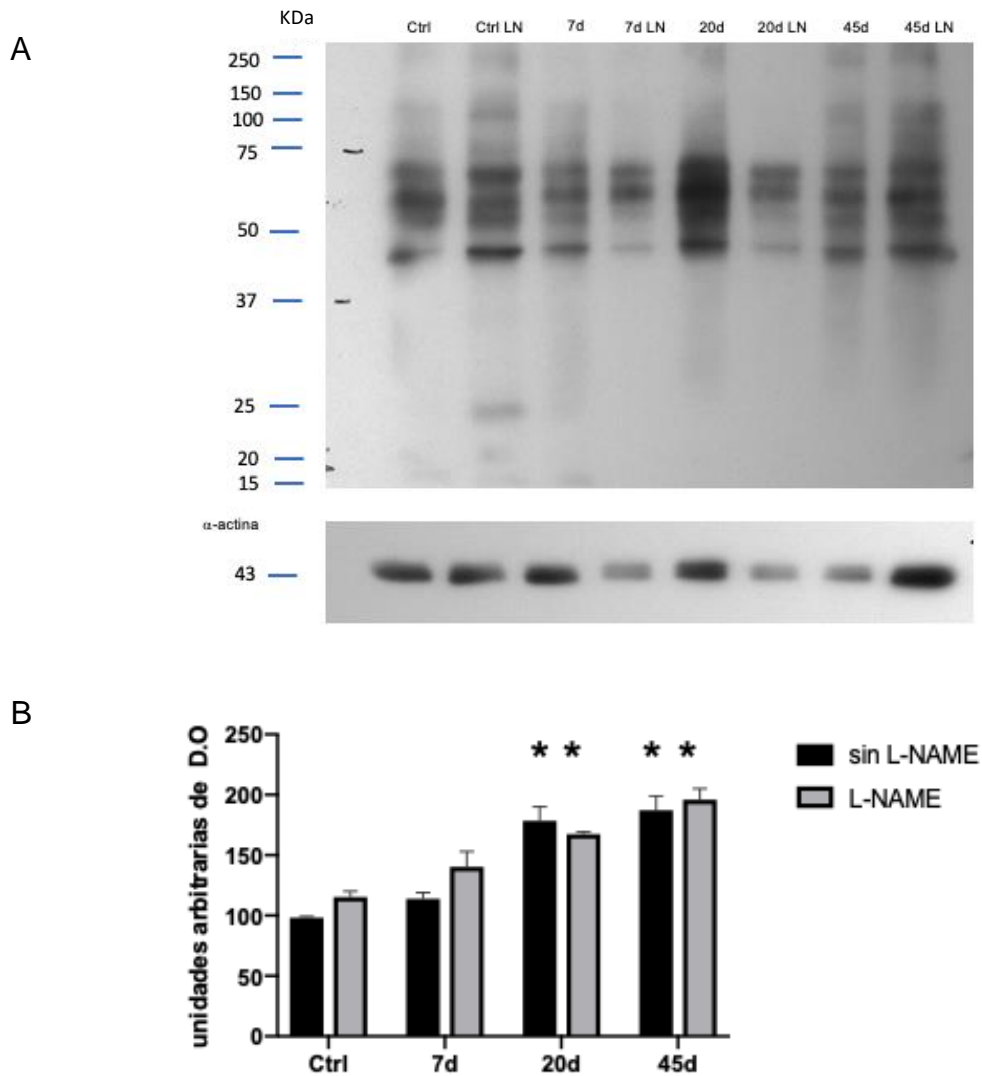 A
KDa
Ctrl Ctrl LN 7d 7d LN 20d 20d LN 45d 45d LN
250
150
100
75
50
37
25
20
15
α-actina
43
B
unidades arbitrarias de D.O
250
200
150
100
50
0
* * * *
Ctrl 7d 20d 45d
sin L-NAME
L-NAME